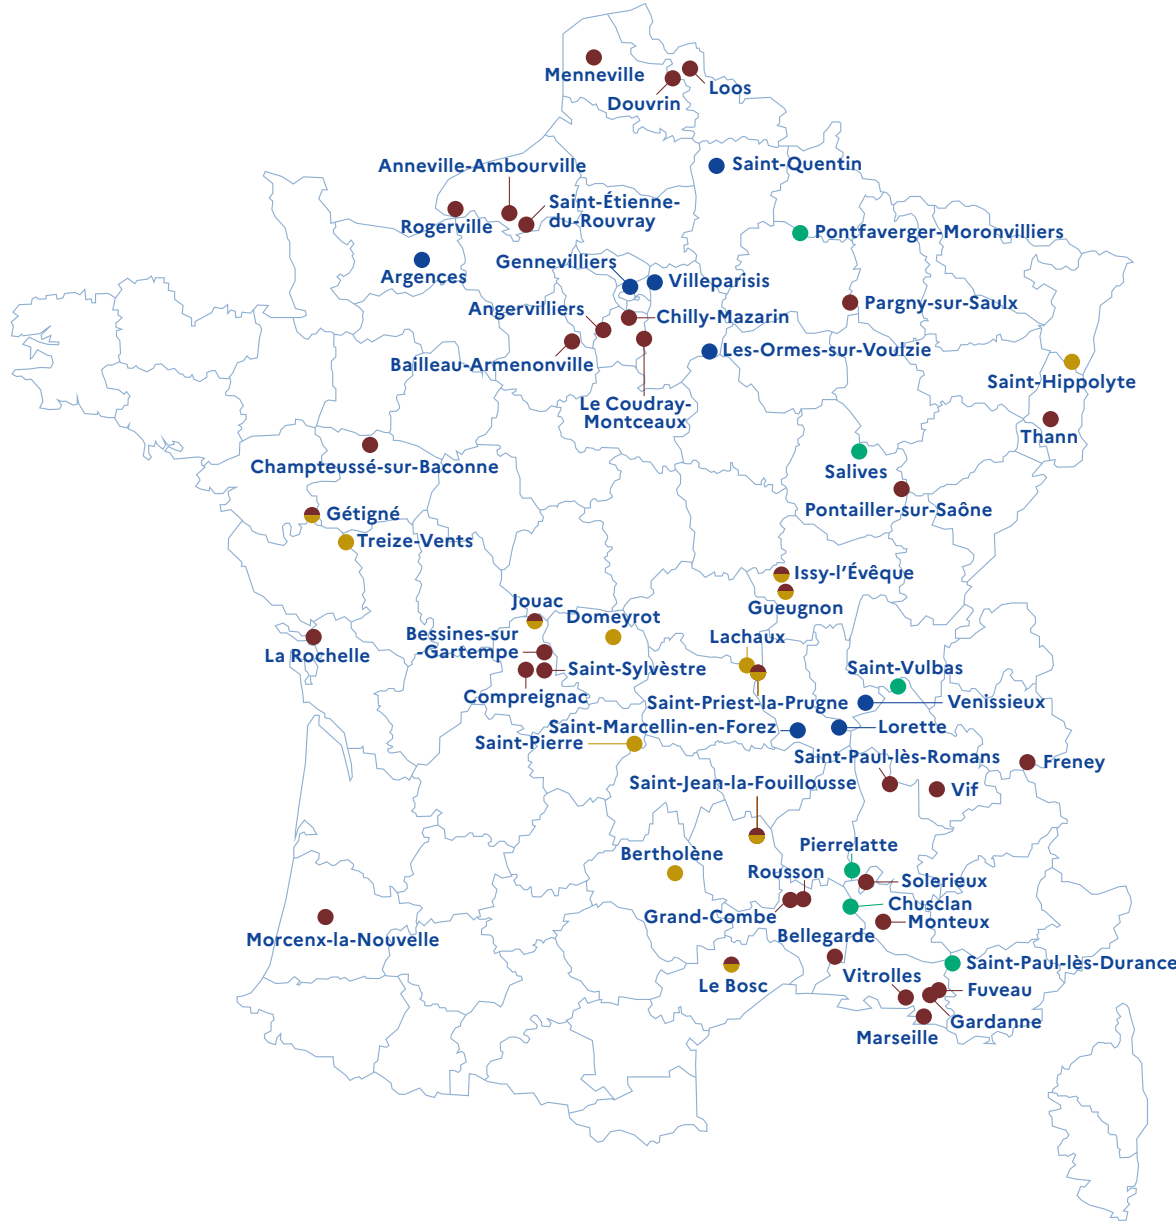 Menneville
Loos
Douvrin
Saint-Quentin
Anneville-Ambourville
Saint-Étienne-
du-Rouvray
Rogerville
Pontfaverger-Moronvilliers
Gennevilliers
Argences
Villeparisis
Angervilliers
Pargny-sur-Saulx
Chilly-Mazarin
Les-Ormes-sur-Voulzie
Bailleau-Armenonville
Saint-Hippolyte
Le Coudray-
Montceaux
Thann
Champteussé-sur-Baconne
Salives
Pontailler-sur-Saône
Gétigné
Treize-Vents
Issy-l’Évêque
Jouac
Gueugnon
Domeyrot
Bessines-sur
-Gartempe
Lachaux
La Rochelle
Saint-Sylvèstre
Saint-Vulbas
Compreignac
Saint-Priest-la-Prugne
Venissieux
Saint-Marcellin-en-Forez
Lorette
Saint-Pierre
Saint-Paul-lès-Romans
Freney
Saint-Jean-la-Fouillousse
Vif
Pierrelatte
Bertholène
Rousson
Solerieux
Chusclan
Grand-Combe
Monteux
Morcenx-la-Nouvelle
Bellegarde
Saint-Paul-lès-Durance
Vitrolles
Le Bosc
Fuveau
Gardanne
Marseille